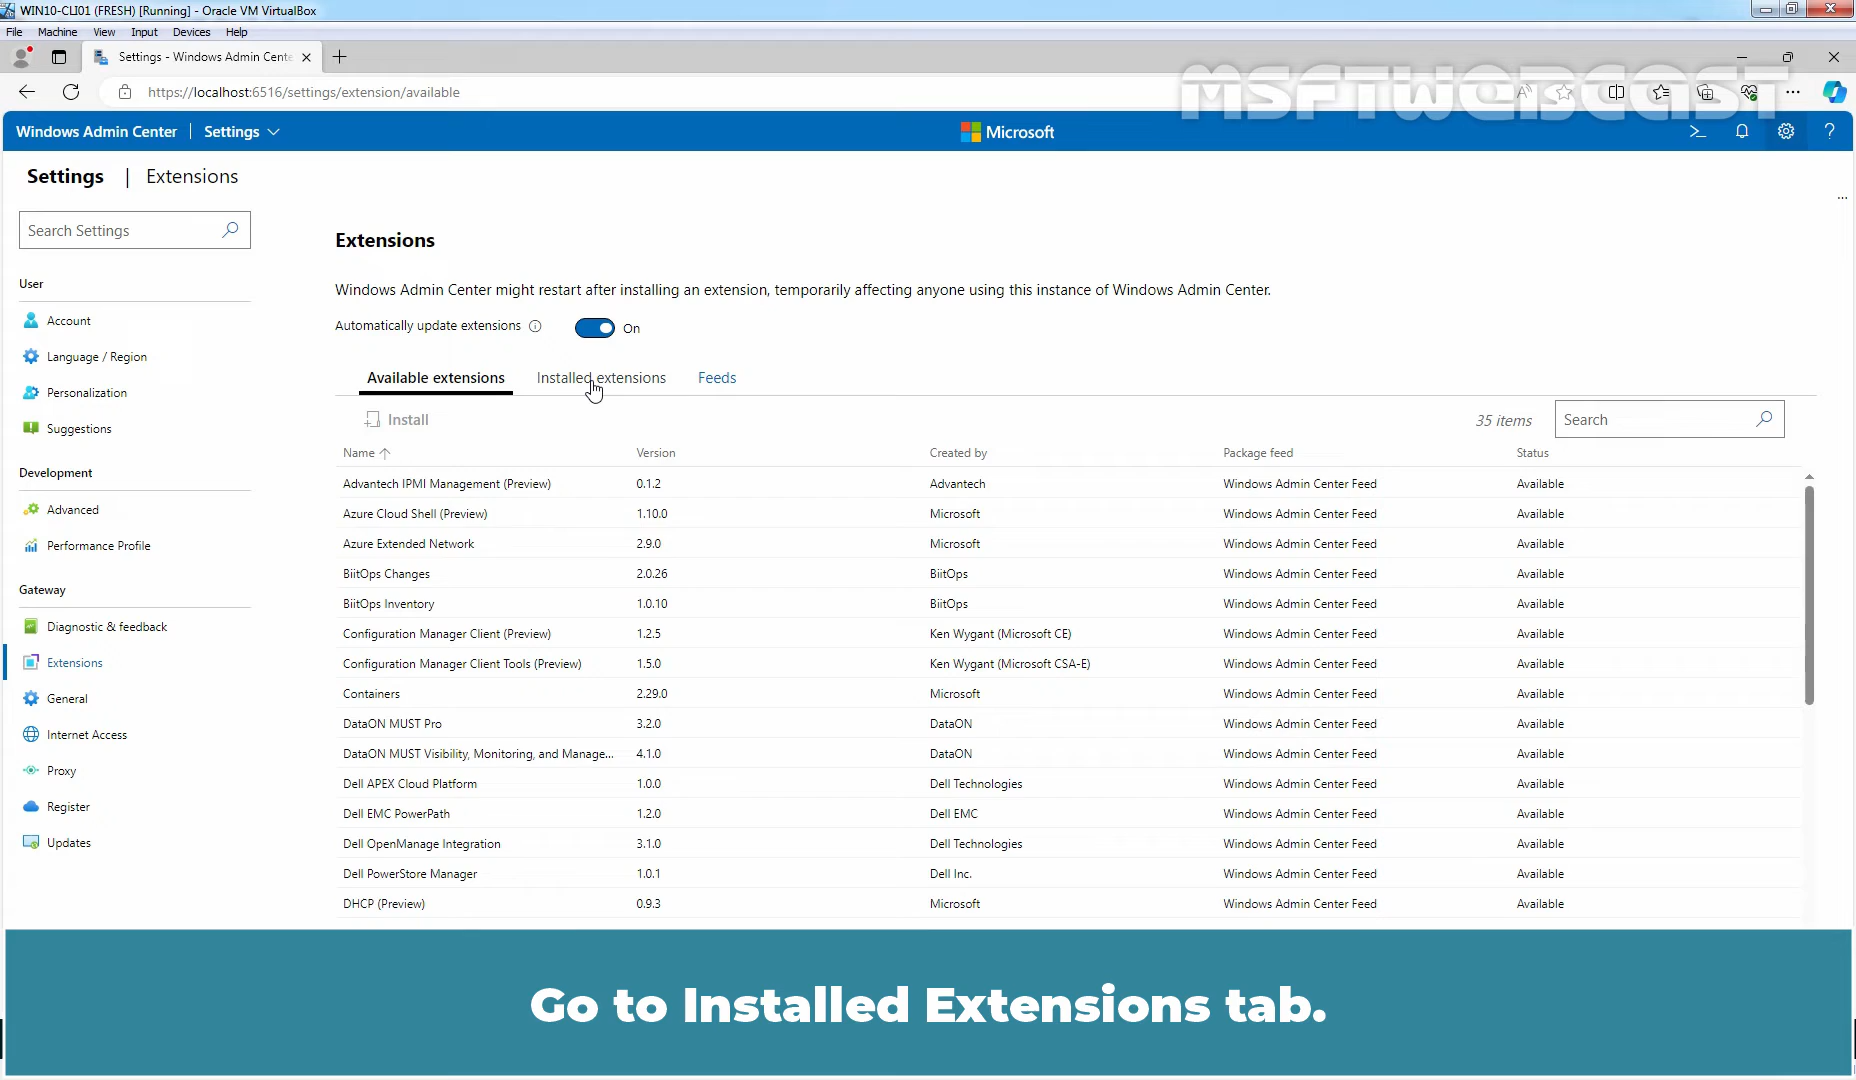 WIN10-CLI01 (FRESH) [Running] - Oracle VM VirtualBox
File Machine View Input Devices Help
Settings - Windows Admin Cente
https://localhost:6516/settings/extension/available
MSFTWEBCAST
Windows Admin Center Settings
Microsoft
Settings | Extensions
Search Settings
User
Account
Language / Region
Personalization
Suggestions
Development
Advanced
Performance Profile
Gateway
Diagnostic & feedback
Extensions
General
Internet Access
Proxy
Register
Updates
Extensions
Windows Admin Center might restart after installing an extension, temporarily affecting anyone using this instance of Windows Admin Center.
Automatically update extensions On
Available extensions Installed extensions Feeds
Install 35 items Search
Name Version Created by Package feed Status
Advantech IPMI Management (Preview) 0.1.2 Advantech Windows Admin Center Feed Available
Azure Cloud Shell (Preview) 1.10.0 Microsoft Windows Admin Center Feed Available
Azure Extended Network 2.9.0 Microsoft Windows Admin Center Feed Available
BiitOps Changes 2.0.26 BiitOps Windows Admin Center Feed Available
BiitOps Inventory 1.0.10 BiitOps Windows Admin Center Feed Available
Configuration Manager Client (Preview) 1.2.5 Ken Wygant (Microsoft CE) Windows Admin Center Feed Available
Configuration Manager Client Tools (Preview) 1.5.0 Ken Wygant (Microsoft CSA-E) Windows Admin Center Feed Available
Containers 2.29.0 Microsoft Windows Admin Center Feed Available
DataON MUST Pro 3.2.0 DataON Windows Admin Center Feed Available
DataON MUST Visibility, Monitoring, and Manage... 4.1.0 DataON Windows Admin Center Feed Available
Dell APEX Cloud Platform 1.0.0 Dell Technologies Windows Admin Center Feed Available
Dell EMC PowerPath 1.2.0 Dell EMC Windows Admin Center Feed Available
Dell OpenManage Integration 3.1.0 Dell Technologies Windows Admin Center Feed Available
Dell PowerStore Manager 1.0.1 Dell Inc. Windows Admin Center Feed Available
DHCP (Preview) 0.9.3 Microsoft Windows Admin Center Feed Available
Go to Installed Extensions tab.